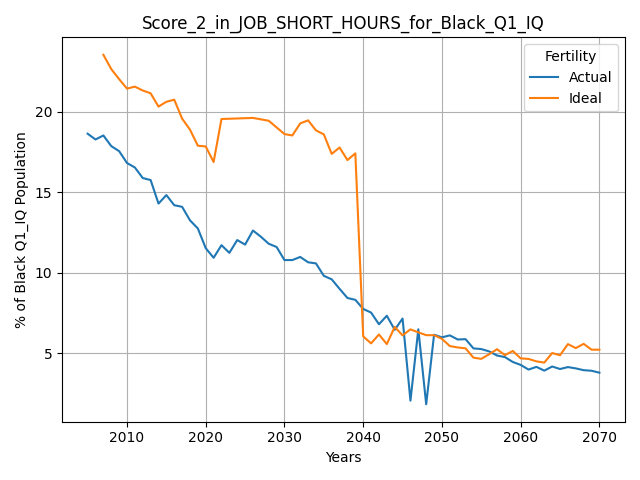 Score_2_in_JOB_SHORT_HOURS_for_Black_Q1_IQ
Fertility
Actual
Ideal
% of Black Q1_IQ Population
20
15
10
5
2010 2020 2030 2040 2050 2060 2070
Years